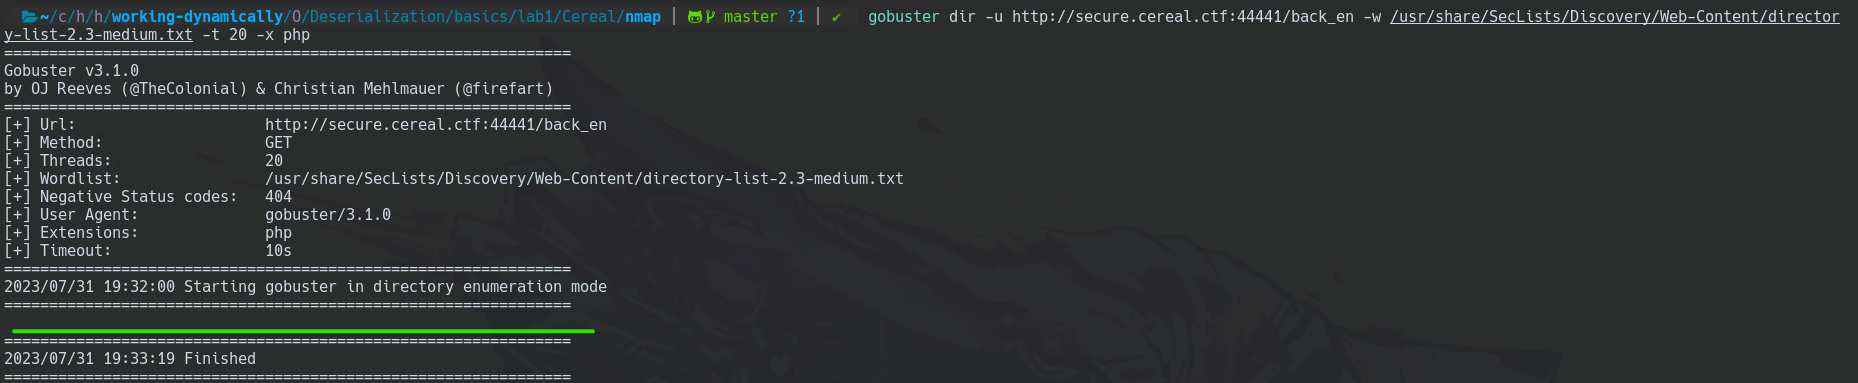 ~/c/h/h/working-dynamically/O/Deserialization/basics/lab1/Cereal/nmap | master ?1 | ✔ gobuster dir -u http://secure.cereal.ctf:44441/back_en -w /usr/share/SecLists/Discovery/Web-Content/director
y-list-2.3-medium.txt -t 20 -x php
===============================================================
Gobuster v3.1.0
by OJ Reeves (@TheColonial) & Christian Mehlmauer (@firefart)
===============================================================
[+] Url:                     http://secure.cereal.ctf:44441/back_en
[+] Method:                  GET
[+] Threads:                 20
[+] Wordlist:                /usr/share/SecLists/Discovery/Web-Content/directory-list-2.3-medium.txt
[+] Negative Status codes:   404
[+] User Agent:              gobuster/3.1.0
[+] Extensions:              php
[+] Timeout:                 10s
===============================================================
2023/07/31 19:32:00 Starting gobuster in directory enumeration mode
===============================================================
===============================================================
2023/07/31 19:33:19 Finished
===============================================================